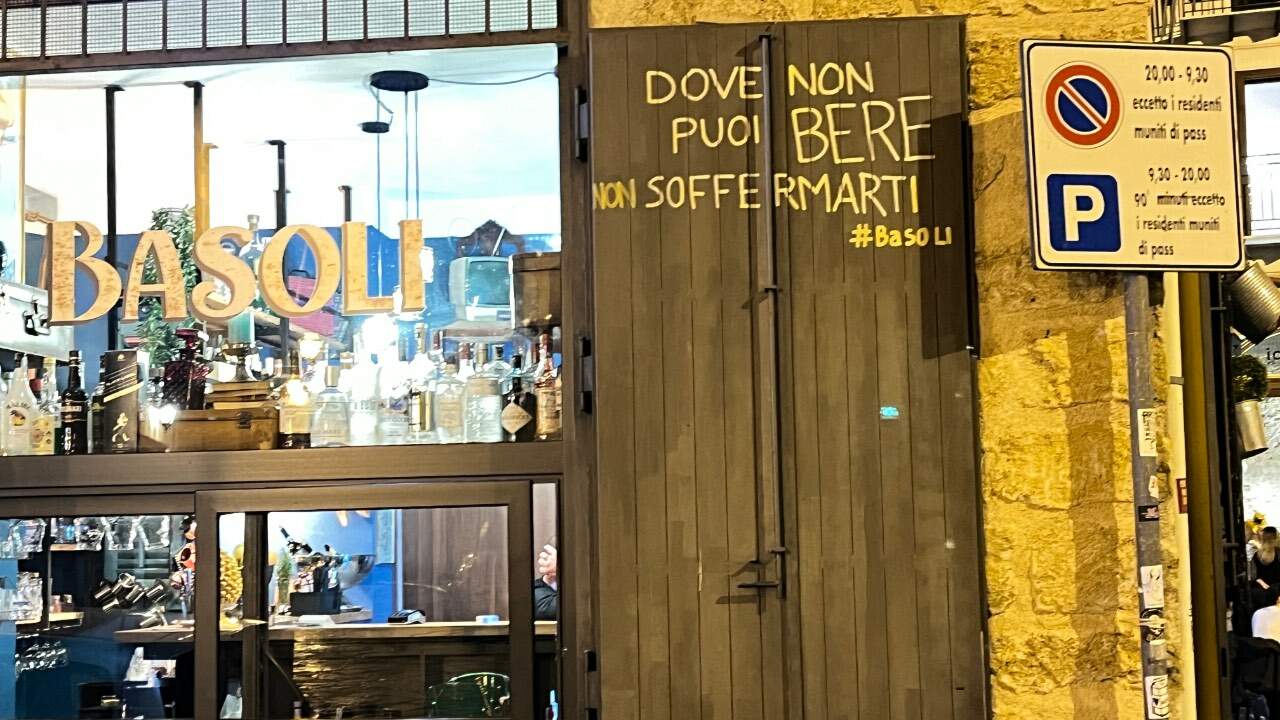 BASOLI
DOVE NON
PUOI BERE
NON SOFFERMARTI
#BasoLI
20,00 - 9,30
eccetto i residenti
muniti di pass
P
9,30 - 20,00
90' minuti eccetto
i residenti muniti
di pass